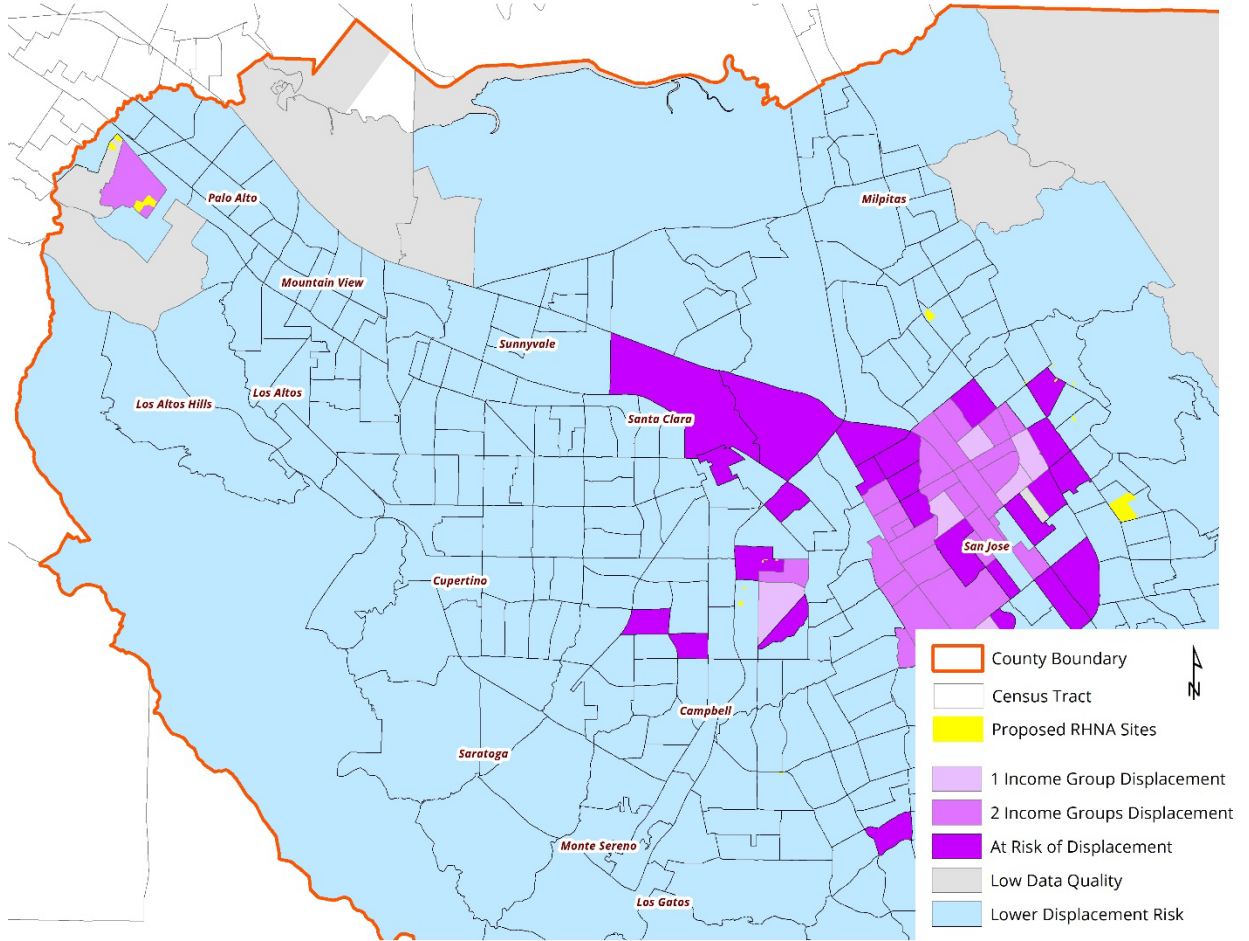 Palo Alto
Milpitas
Mountain View
Sunnyvale
Los Altos
Los Altos Hills
Santa Clara
San Jose
Cupertino
Campbell
Saratoga
Monte Sereno
Los Gatos
County Boundary
Census Tract
Proposed RHNA Sites
1 Income Group Displacement
2 Income Groups Displacement
At Risk of Displacement
Low Data Quality
Lower Displacement Risk
N